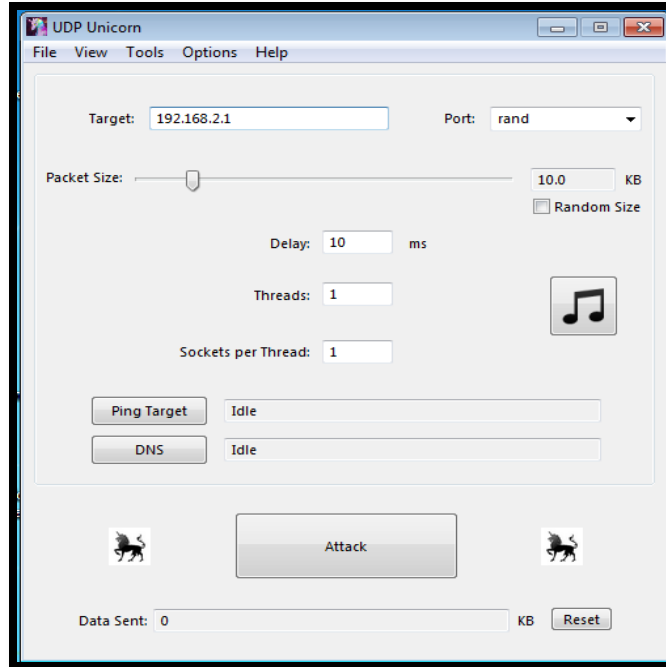 UDP Unicorn
File View Tools Options Help
Target: 192.168.2.1 Port: rand
Packet Size: 10.0 KB
Random Size
Delay: 10 ms
Threads: 1
Sockets per Thread: 1
Ping Target Idle
DNS Idle
Attack
Data Sent: 0 KB Reset